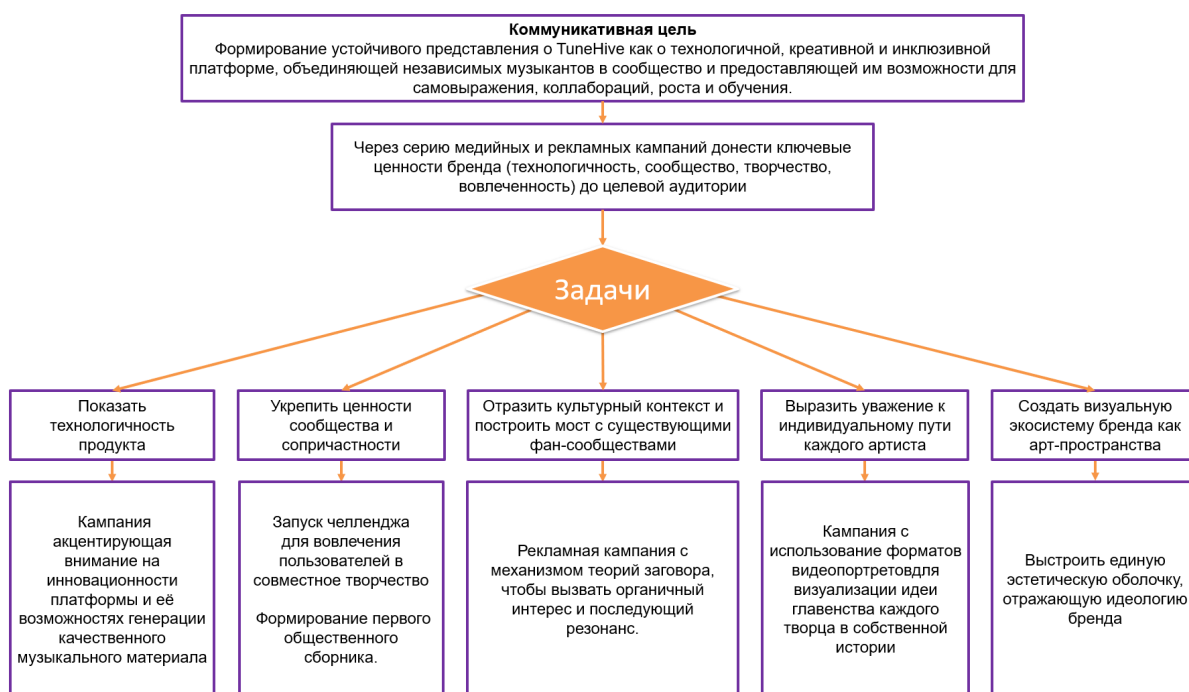 Коммуникативная цель
Формирование устойчивого представления о TuneHive как о технологичной, креативной и инклюзивной
платформе, объединяющей независимых музыкантов в сообщество и предоставляющей им возможности для
самовыражения, коллабораций, роста и обучения.
Через серию медийных и рекламных кампаний донести ключевые
ценности бренда (технологичность, сообщество, творчество,
вовлеченность) до целевой аудитории
Задачи
Показать
технологичность
продукта
Укрепить ценности
сообщества и
сопричастности
Отразить культурный контекст и
построить мост с существующими
фан-сообществами
Выразить уважение к
индивидуальному пути
каждого артиста
Создать визуальную
экосистему бренда как
арт-пространства
Кампания
акцентирующая
внимание на
инновационности
платформы и её
возможностях генерации
качественного
музыкального материала
Запуск челленджа
для вовлечения
пользователей в
совместное творчество
Формирование первого
общественного
сборника.
Рекламная кампания с
механизмом теорий заговора,
чтобы вызвать органичный
интерес и последующий
резонанс.
Кампания с
использование форматов
видеопортретовдля
визуализации идеи
главенства каждого
творца в собственной
истории
Выстроить единую
эстетическую оболочку,
отражающую идеологию
бренда